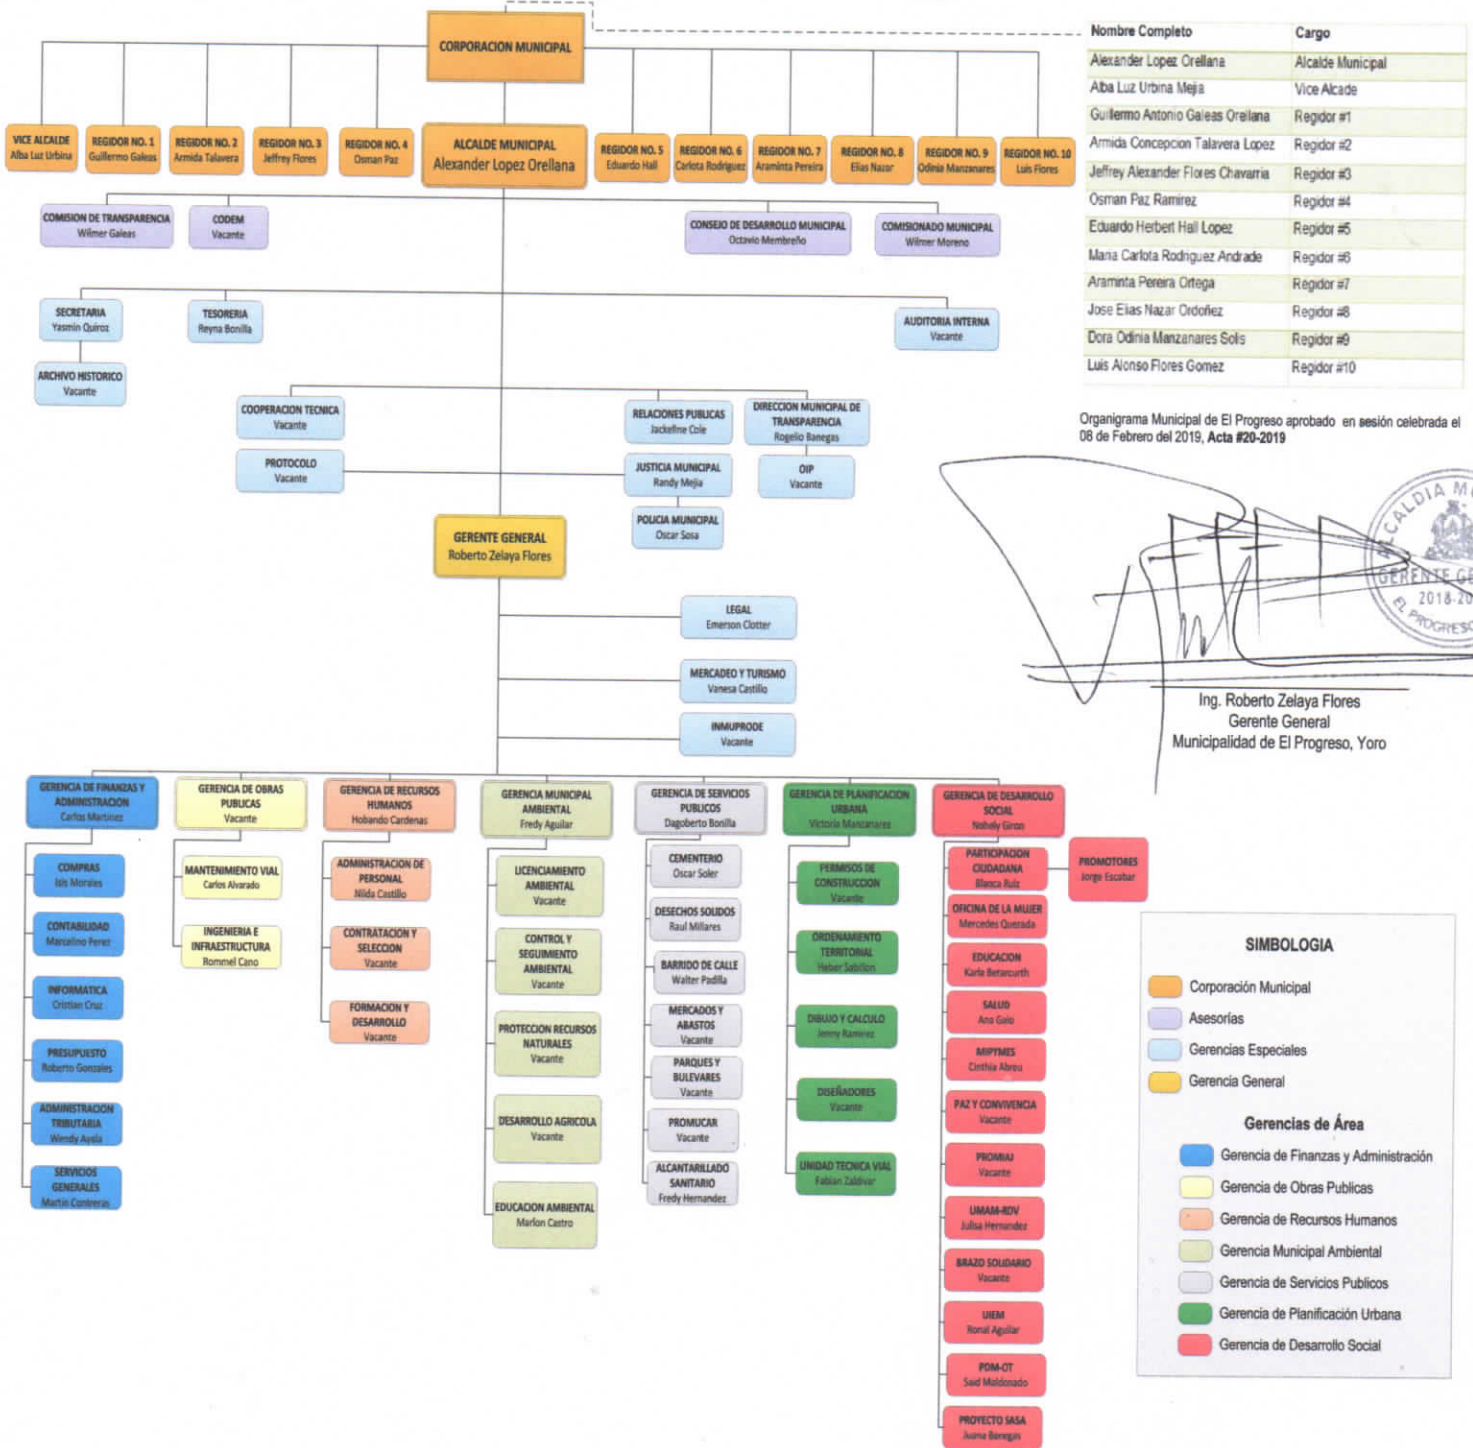 CORPORACION MUNICIPAL
VICE ALCALDE
Alba Luz Urbina
REGIDOR NO. 1
Guillermo Galeas
REGIDOR NO. 2
Armida Talavera
REGIDOR NO. 3
Jeffrey Flores
REGIDOR NO. 4
Osman Paz
ALCALDE MUNICIPAL
Alexander Lopez Orellana
REGIDOR NO. 5
Eduardo Hall
REGIDOR NO. 6
Carlota Rodriguez
REGIDOR NO. 7
Araminta Pereira
REGIDOR NO. 8
Elias Nazar
REGIDOR NO. 9
Odinia Manzanares
REGIDOR NO. 10
Luis Flores
COMISION DE TRANSPARENCIA
Wilmer Galeas
CODEM
Vacante
CONSEJO DE DESARROLLO MUNICIPAL
Octavio Membreño
COMISIONADO MUNICIPAL
Wilmer Moreno
SECRETARIA
Yasmin Quiroz
TESORERIA
Reyna Bonilla
AUDITORIA INTERNA
Vacante
ARCHIVO HISTORICO
Vacante
COOPERACION TECNICA
Vacante
RELACIONES PUBLICAS
Jackeline Cole
DIRECCION MUNICIPAL DE
TRANSPARENCIA
Rogelio Banegas
PROTOCOLO
Vacante
JUSTICIA MUNICIPAL
Randy Mejia
OIP
Vacante
POLICIA MUNICIPAL
Oscar Sosa
GERENTE GENERAL
Roberto Zelaya Flores
LEGAL
Emerson Clotter
MERCADEO Y TURISMO
Vanesa Castillo
INMUPRODE
Vacante
Nombre Completo Cargo
Alexander Lopez Orellana Alcalde Municipal
Alba Luz Urbina Mejia Vice Alcade
Guillermo Antonio Galeas Orellana Regidor #1
Armida Concepcion Talavera Lopez Regidor #2
Jeffrey Alexander Flores Chavarria Regidor #3
Osman Paz Ramirez Regidor #4
Eduardo Herbert Hall Lopez Regidor #5
Maria Carlota Rodriguez Andrade Regidor #6
Araminta Pereira Ortega Regidor #7
Jose Elias Nazar Ordoñez Regidor #8
Dora Odinia Manzanares Solis Regidor #9
Luis Alonso Flores Gomez Regidor #10
Organigrama Municipal de El Progreso aprobado en sesión celebrada el
08 de Febrero del 2019, Acta #20-2019
ALCALDIA
GERENTE
2018-20
EL PROGRESO
Ing. Roberto Zelaya Flores
Gerente General
Municipalidad de El Progreso, Yoro
GERENCIA DE FINANZAS Y
ADMINISTRACION
Carlos Martinez
COMPRAS
Isis Morales
CONTABILIDAD
Marcelino Perez
INFORMATICA
Cristian Cruz
PRESUPUESTO
Roberto Gonzales
ADMINISTRACION
TRIBUTARIA
Wendy Ayala
SERVICIOS
GENERALES
Martin Contreras
GERENCIA DE OBRAS
PUBLICAS
Vacante
MANTENIMIENTO VIAL
Carlos Alvarado
INGENIERIA E
INFRAESTRUCTURA
Rommel Cano
GERENCIA DE RECURSOS
HUMANOS
Hobando Cardenas
ADMINISTRACION DE
PERSONAL
Nilda Castillo
CONTRATACION Y
SELECCION
Vacante
FORMACION Y
DESARROLLO
Vacante
GERENCIA MUNICIPAL
AMBIENTAL
Fredy Aguilar
LICENCIAMIENTO
AMBIENTAL
Vacante
CONTROL Y
SEGUIMIENTO
AMBIENTAL
Vacante
PROTECCION RECURSOS
NATURALES
Vacante
DESARROLLO AGRICOLA
Vacante
EDUCACION AMBIENTAL
Marlon Castro
GERENCIA DE SERVICIOS
PUBLICOS
Dagoberto Bonilla
CEMENTERIO
Oscar Soler
DESECHOS SOLIDOS
Raul Millares
BARRIDO DE CALLE
Walter Padilla
MERCADOS Y
ABASTOS
Vacante
PARQUES Y
BULEVARES
Vacante
PROMUCAR
Vacante
ALCANTARILLADO
SANITARIO
Fredy Hernandez
GERENCIA DE PLANIFICACION
URBANA
Victoria Manzanares
PERMISOS DE
CONSTRUCCION
Vacante
ORDENAMIENTO
TERRITORIAL
Heber Sabillon
DIBUJO Y CALCULO
Jenny Ramirez
DISEÑADORES
Vacante
UNIDAD TECNICA VIAL
Fabian Zaldivar
GERENCIA DE DESARROLLO
SOCIAL
Nohely Giron
PARTICIPACION
CIUDADANA
Blanca Ruiz
PROMOTORES
Jorge Escobar
OFICINA DE LA MUJER
Mercedes Quezada
EDUCACION
Karla Betancurth
SALUD
Ana Galo
MIPYMES
Cinthia Abreu
PAZ Y CONVIVENCIA
Vacante
PROMIAJ
Vacante
UMAM-RDV
Julisa Hernandez
BRAZO SOLIDARIO
Vacante
UIEM
Ronal Aguilar
PDM-OT
Said Maldonado
PROYECTO SASA
Juana Banegas
SIMBOLOGIA
Corporación Municipal
Asesorías
Gerencias Especiales
Gerencia General
Gerencias de Área
Gerencia de Finanzas y Administración
Gerencia de Obras Publicas
Gerencia de Recursos Humanos
Gerencia Municipal Ambiental
Gerencia de Servicios Publicos
Gerencia de Planificación Urbana
Gerencia de Desarrollo Social